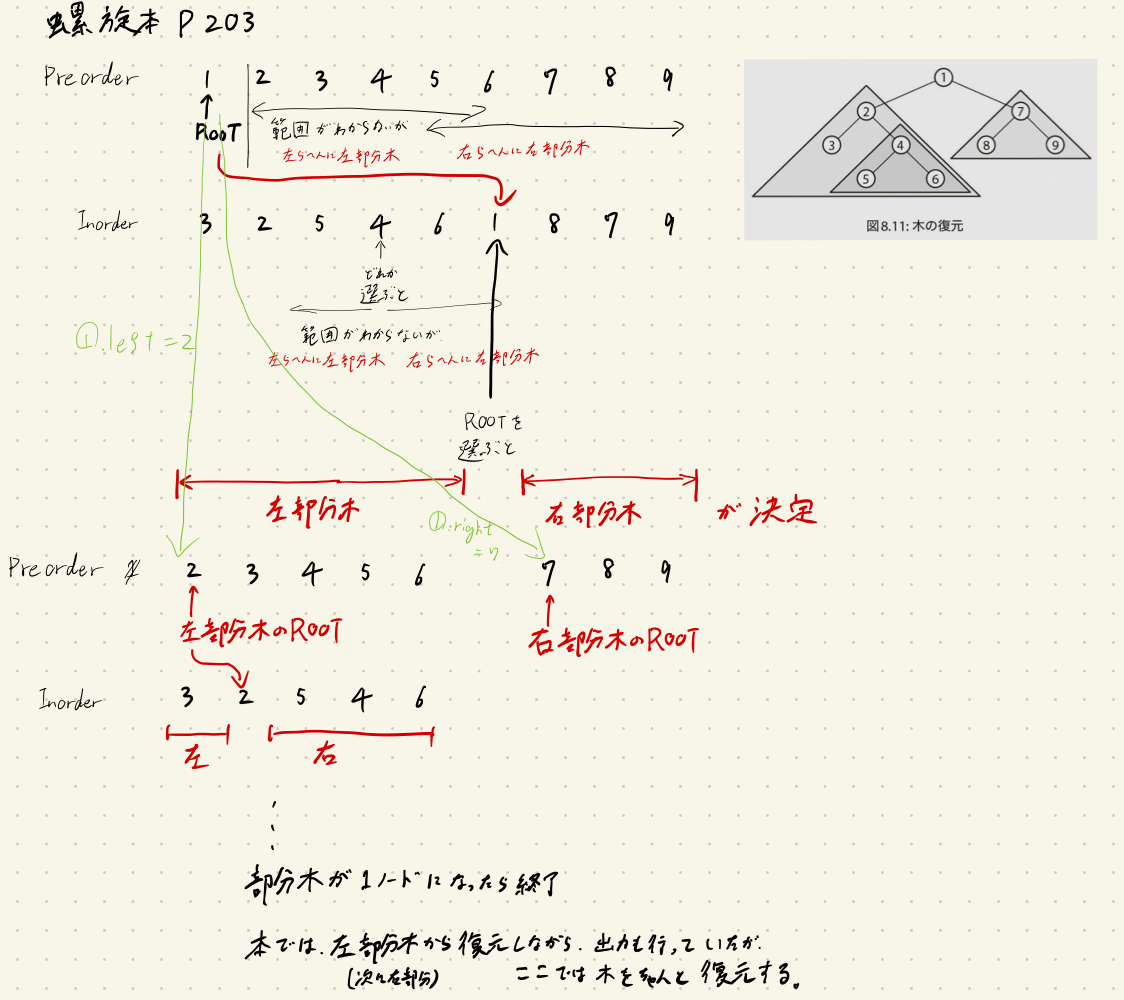 螺旋本 P 203
Preorder 1 2 3 4 5 6 7 8 9
ROOT
範囲がわからないが
左らへんに左部分木 右らへんに右部分木
Inorder 3 2 5 4 6 1 8 7 9
どれか
選ぶと
範囲がわからないが
左らへんに左部分木 右らへんに右部分木
①.left = 2
ROOTを
選ぶと
左部分木 右部分木 が決定
①.right
= 7
Preorder 2 3 4 5 6 7 8 9
左部分木のROOT 右部分木のROOT
Inorder 3 2 5 4 6
左 右
部分木が1ノードになったら終了
本では、左部分木から復元しながら、出力も行っていたが、
(次に右部分) ここでは木をちゃんと復元する。
1
2 7
3 4 8 9
5 6
図8.11: 木の復元